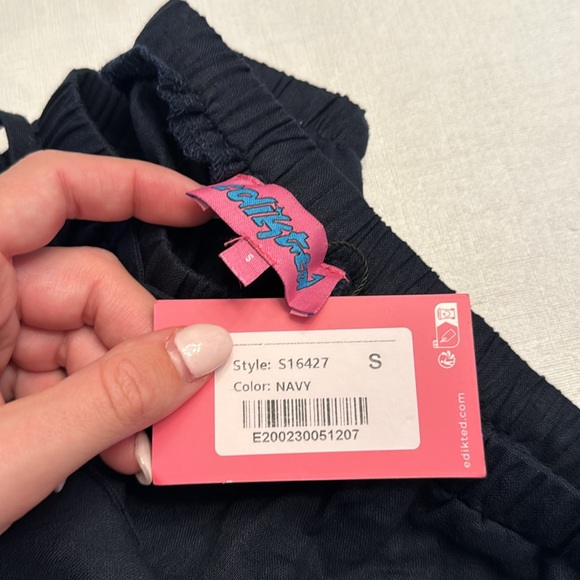 edikted
S
Style: S16427 S
Color: NAVY
E200230051207
edikted.com